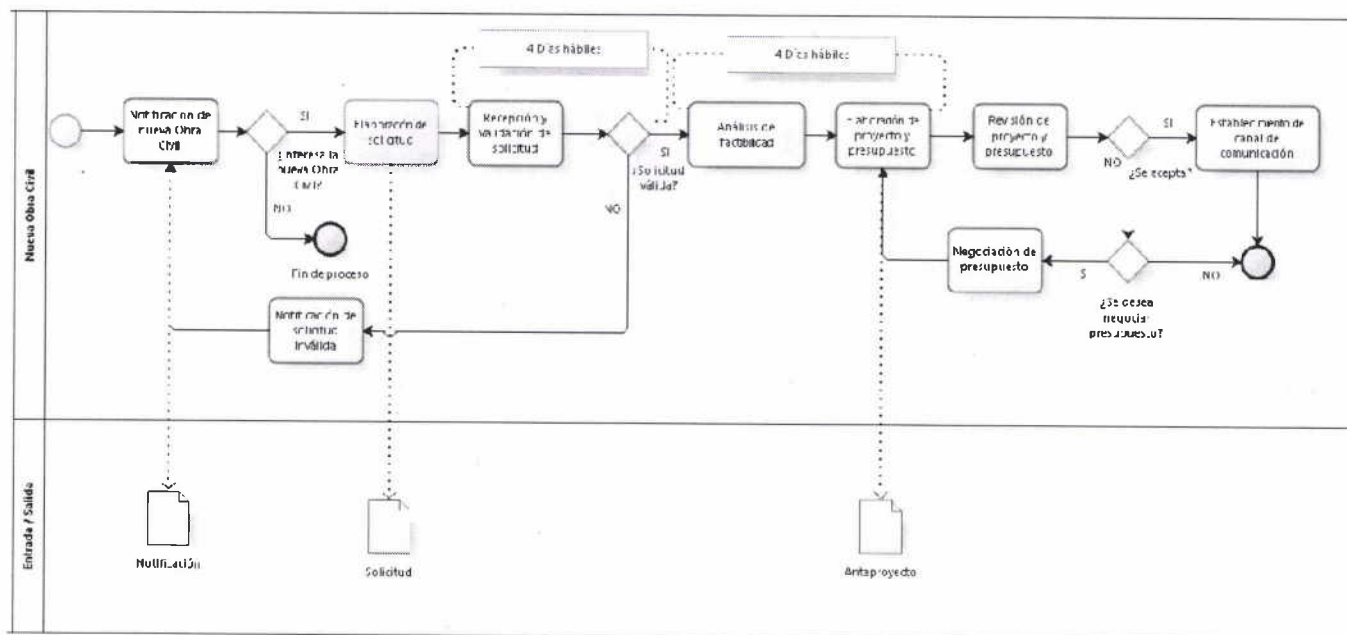 Nueva Obra Civil
Entrada / Salida
4 Días hábiles
4 Días hábiles
Notificación de
nueva Obra
Civil
SI
¿Interesa la
nueva Obra
Civil?
NO
Fin de proceso
Elaboración de
solicitud
Recepción y
validación de
solicitud
SI
¿Solicitud
válida?
NO
Notificación de
solicitud
inválida
Análisis de
factibilidad
Elaboración de
proyecto y
presupuesto
Revisión de
proyecto y
presupuesto
SI
NO
¿Se acepta?
Establecimiento de
canal de
comunicación
Negociación de
presupuesto
S
NO
¿Se desea
negociar
presupuesto?
Notificación
Solicitud
Anteproyecto